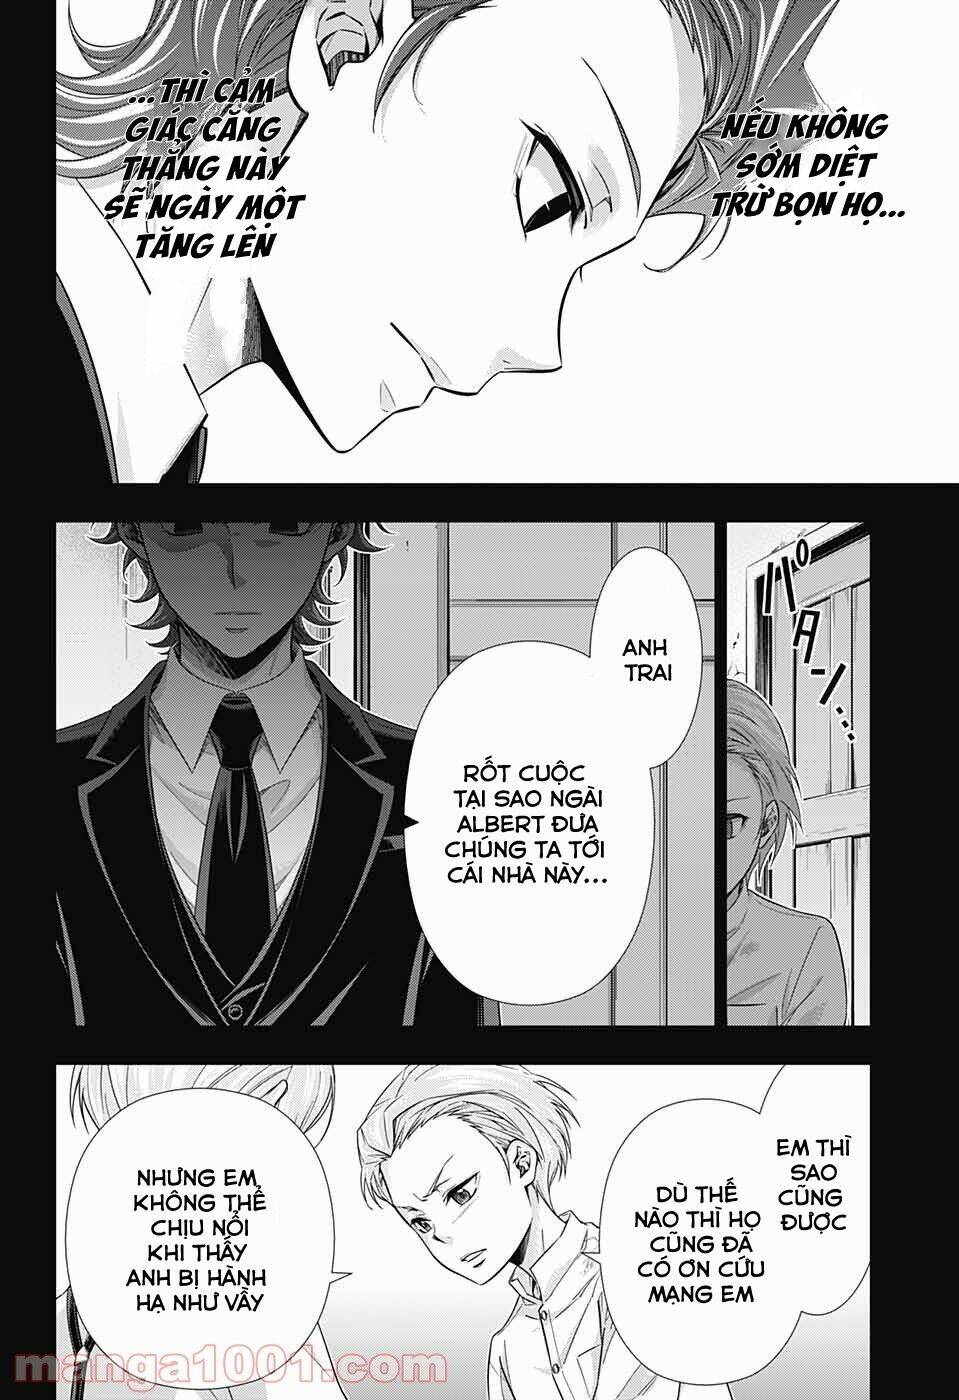 NẾU KHÔNG
SỚM DIỆT
TRỪ BỌN HỌ...
...THÌ CẢM
GIÁC CĂNG
THẲNG NÀY
SẼ NGÀY MỘT
TĂNG LÊN
パタン…
ANH
TRAI
RỐT CUỘC
TẠI SAO NGÀI
ALBERT ĐƯA
CHÚNG TA TỚI
CÁI NHÀ NÀY...
EM THÌ
SAO
CŨNG
ĐƯỢC
DÙ THẾ
NÀO THÌ HỌ
CŨNG ĐÃ
CÓ ƠN CỨU
MẠNG EM
NHƯNG EM
KHÔNG THỂ
CHỊU NỔI
KHI THẤY
ANH BỊ HÀNH
HẠ NHƯ VẦY
manga1001.com